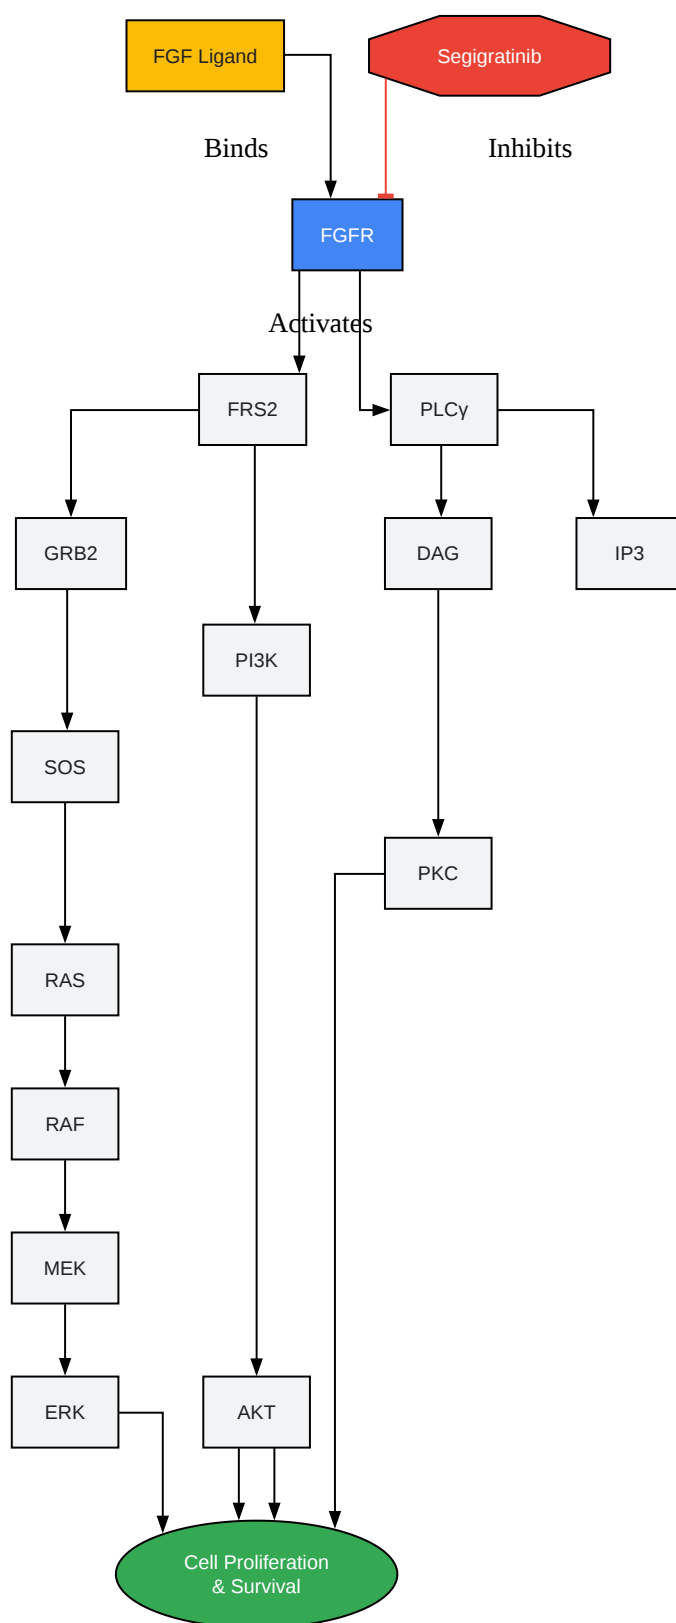 FGF Ligand
Segigratinib
Binds
Inhibits
FGFR
Activates
FRS2
PLCγ
GRB2
DAG
IP3
PI3K
SOS
PKC
RAS
RAF
MEK
ERK
AKT
Cell Proliferation
& Survival